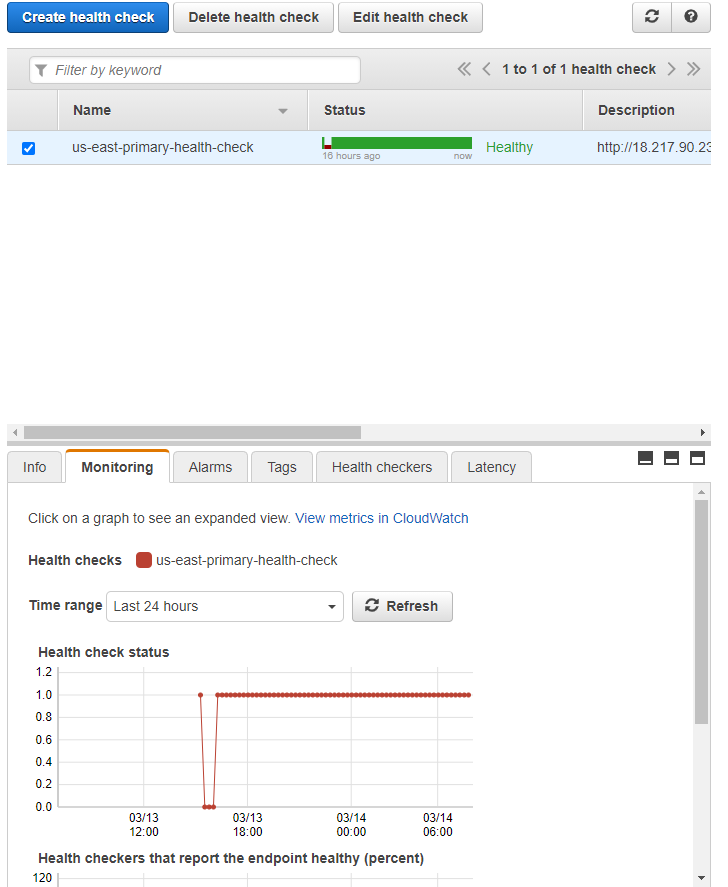 Create health check Delete health check Edit health check
Filter by keyword 1 to 1 of 1 health check
Name Status Description
us-east-primary-health-check Healthy http://18.217.90.23
16 hours ago now
Info Monitoring Alarms Tags Health checkers Latency
Click on a graph to see an expanded view. View metrics in CloudWatch
Health checks us-east-primary-health-check
Time range Last 24 hours Refresh
Health check status
1.2
1.0
0.8
0.6
0.4
0.2
0.0
03/13 03/13 03/14 03/14
12:00 18:00 00:00 06:00
Health checkers that report the endpoint healthy (percent)
120